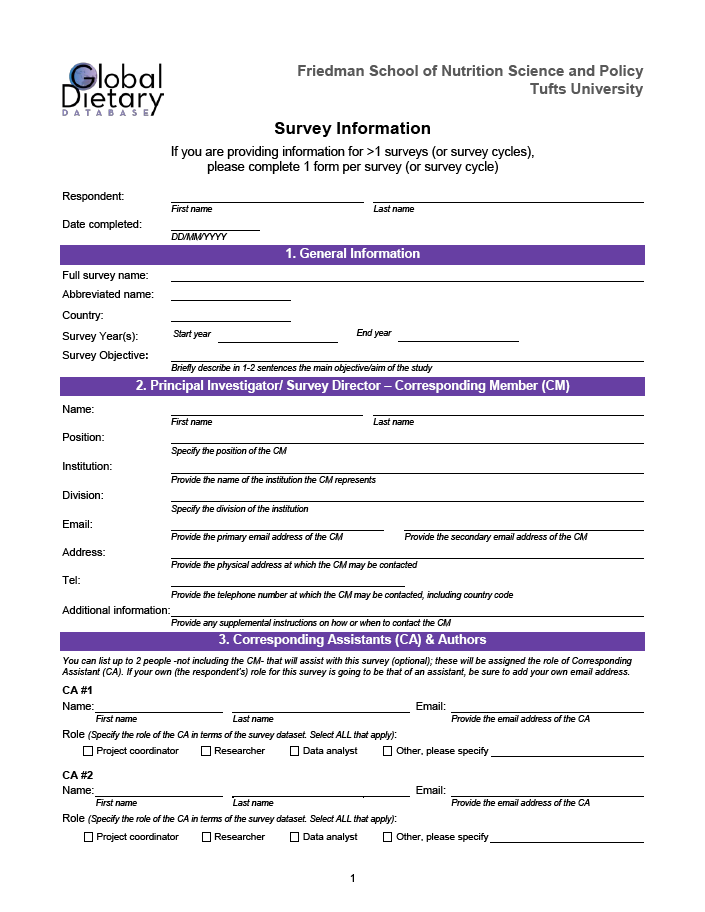 Global
Dietary
DATABASE
Friedman School of Nutrition Science and Policy
Tufts University
Survey Information
If you are providing information for >1 surveys (or survey cycles),
please complete 1 form per survey (or survey cycle)
Respondent:
First name Last name
Date completed:
DD/MM/YYYY
1. General Information
Full survey name:
Abbreviated name:
Country:
Survey Year(s): Start year End year
Survey Objective:
Briefly describe in 1-2 sentences the main objective/aim of the study
2. Principal Investigator/ Survey Director – Corresponding Member (CM)
Name:
First name Last name
Position:
Specify the position of the CM
Institution:
Provide the name of the institution the CM represents
Division:
Specify the division of the institution
Email:
Provide the primary email address of the CM Provide the secondary email address of the CM
Address:
Provide the physical address at which the CM may be contacted
Tel:
Provide the telephone number at which the CM may be contacted, including country code
Additional information:
Provide any supplemental instructions on how or when to contact the CM
3. Corresponding Assistants (CA) & Authors
You can list up to 2 people -not including the CM- that will assist with this survey (optional); these will be assigned the role of Corresponding
Assistant (CA). If your own (the respondent's) role for this survey is going to be that of an assistant, be sure to add your own email address.
CA #1
Name: Email:
First name Last name Provide the email address of the CA
Role (Specify the role of the CA in terms of the survey dataset. Select ALL that apply):
Project coordinator Researcher Data analyst Other, please specify
CA #2
Name: Email:
First name Last name Provide the email address of the CA
Role (Specify the role of the CA in terms of the survey dataset. Select ALL that apply):
Project coordinator Researcher Data analyst Other, please specify
1